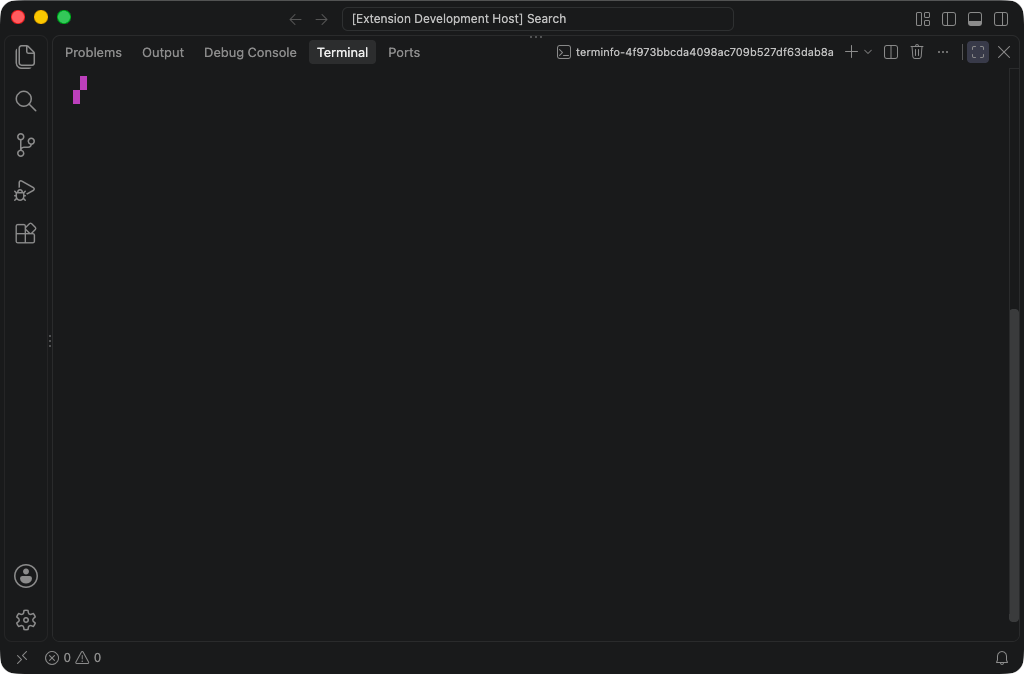 [Extension Development Host] Search
Problems Output Debug Console Terminal Ports terminfo-4f973bbcda4098ac709b527df63dab8a
0 0